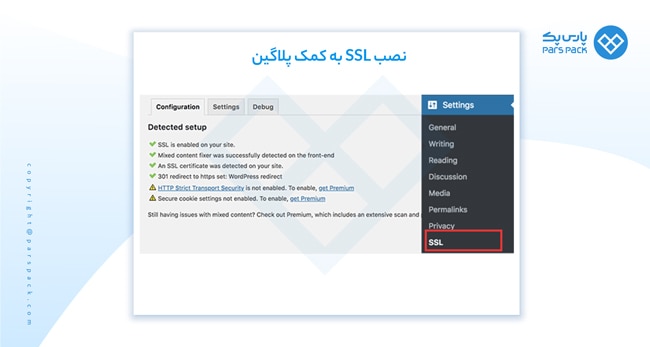 پارس پک
PARS PACK
نصب SSL به کمک پلاگین
Configuration
Settings
Debug
Detected setup
SSL is enabled on your site.
Mixed content fixer was successfully detected on the front-end
An SSL certificate was detected on your site.
301 redirect to https set: WordPress redirect
HTTP Strict Transport Security is not enabled. To enable, get Premium
Secure cookie settings not enabled. To enable, get Premium
Still having issues with mixed content? Check out Premium, which includes an extensive scan and
Settings
General
Writing
Reading
Discussion
Media
Permalinks
Privacy
SSL
copyright@parspack.com